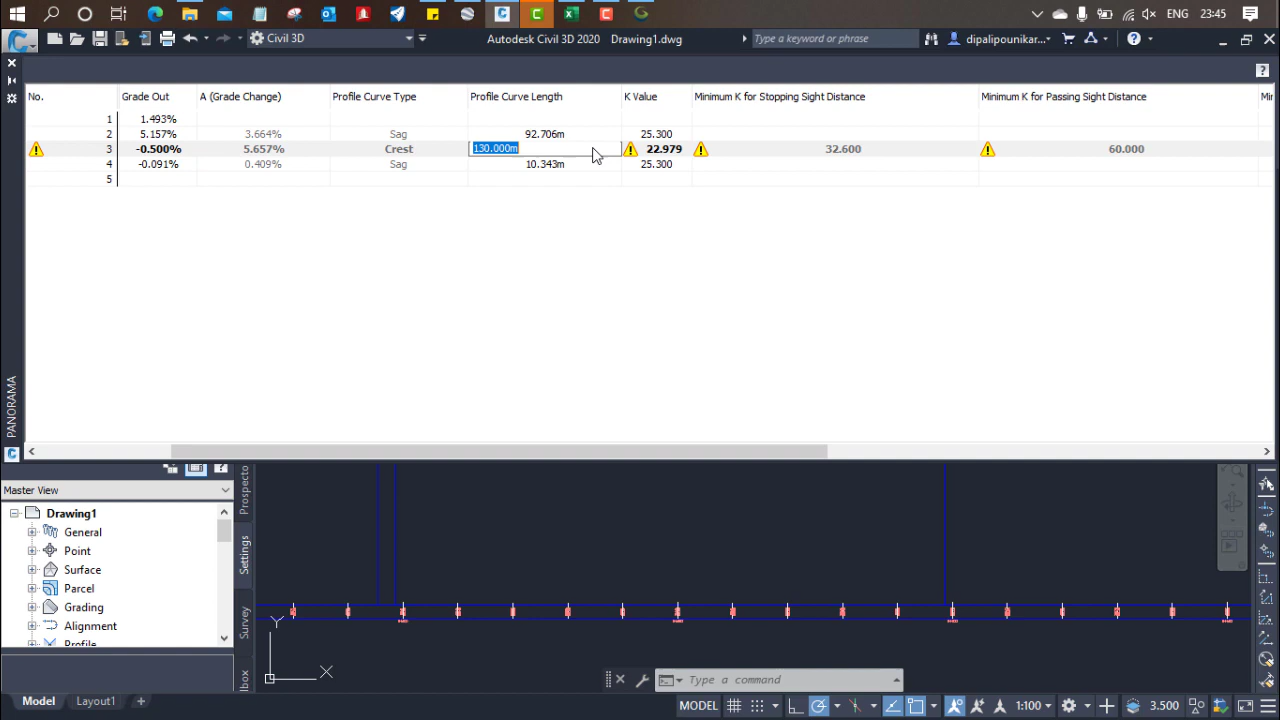 ENG 23:45
Civil 3D Autodesk Civil 3D 2020 Drawing1.dwg Type a keyword or phrase dipalipounikar...
No. Grade Out A (Grade Change) Profile Curve Type Profile Curve Length K Value Minimum K for Stopping Sight Distance Minimum K for Passing Sight Distance
1 1.493%
2 5.157% 3.664% Sag 92.706m 25.300
3 -0.500% 5.657% Crest 130.000m 22.979 32.600 60.000
4 -0.091% 0.409% Sag 10.343m 25.300
5
PANORAMA
Master View
Drawing1
General
Point
Surface
Parcel
Grading
Alignment
Profile
Prospecto
Settings
Survey
lbox
Y
X
Type a command
Model Layout1 + MODEL 1:100 3.500